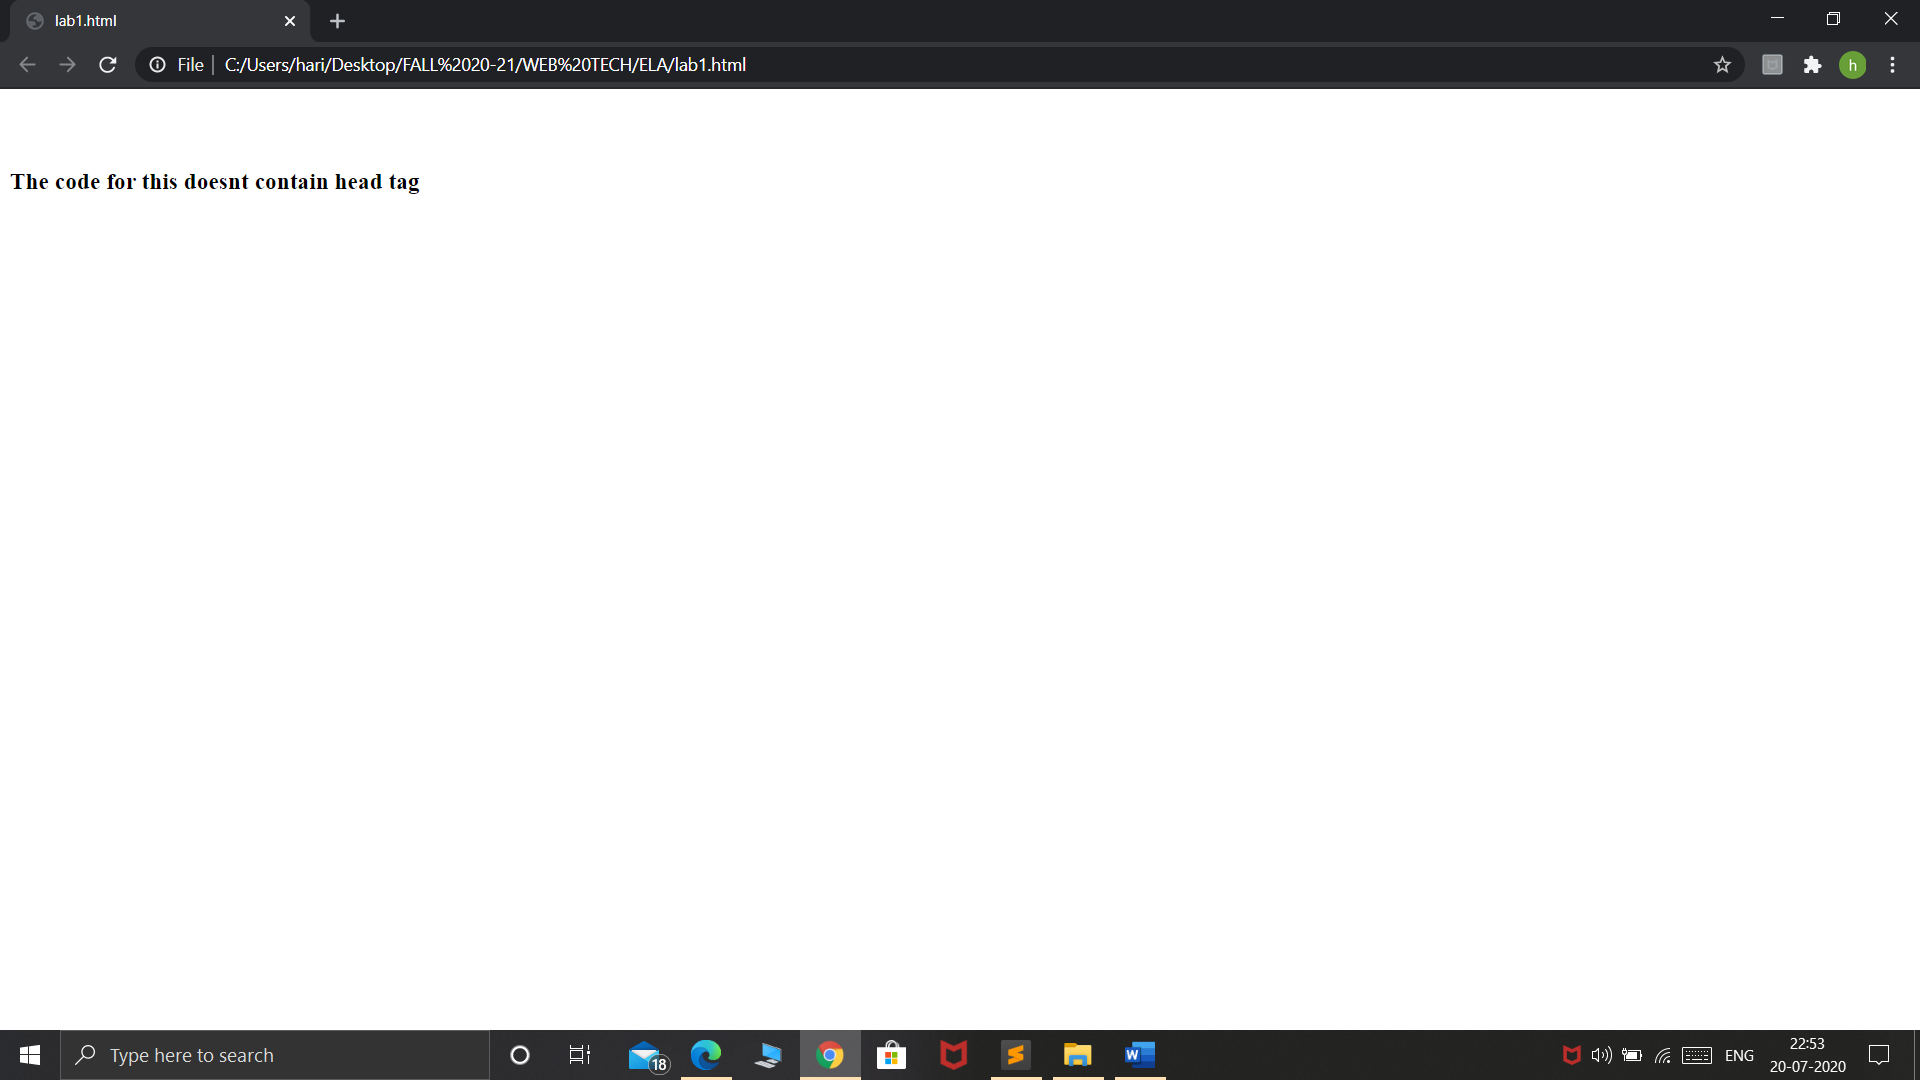 lab1.html
File | C:/Users/hari/Desktop/FALL%2020-21/WEB%20TECH/ELA/lab1.html
h
The code for this doesnt contain head tag
Type here to search
18
W
ENG
22:53
20-07-2020